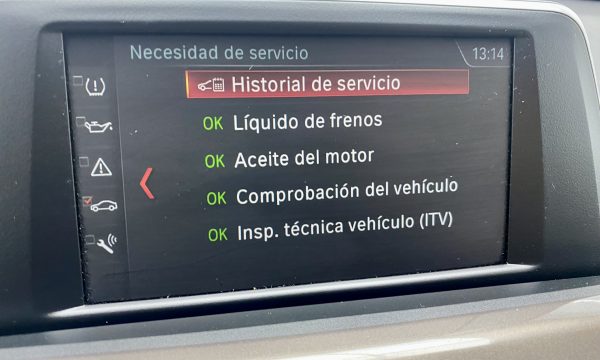 Necesidad de servicio 13:14
Historial de servicio
OK Líquido de frenos
OK Aceite del motor
OK Comprobación del vehículo
OK Insp. técnica vehículo (ITV)